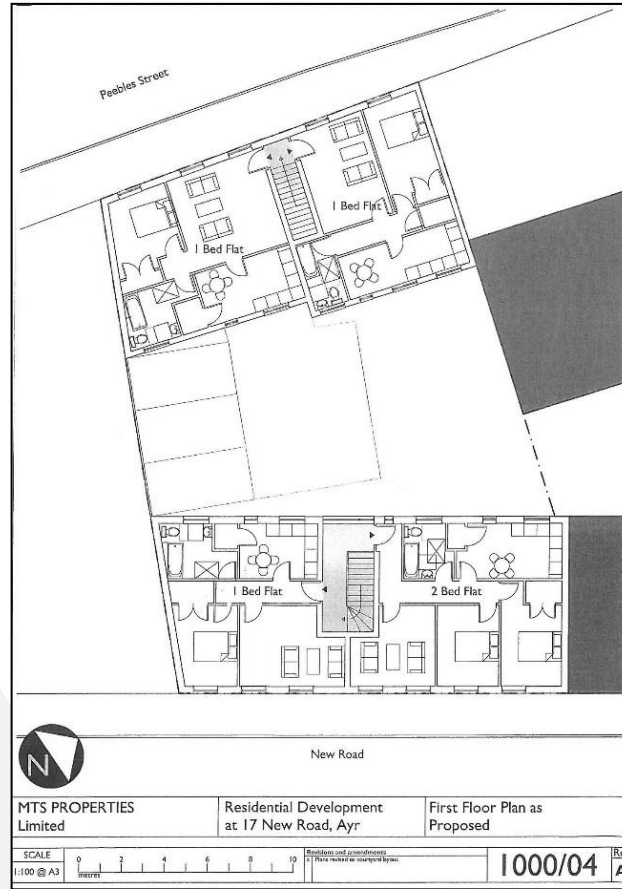 Peebles Street
1 Bed Flat
1 Bed Flat
1 Bed Flat
2 Bed Flat
N
New Road
MTS PROPERTIES
Limited
Residential Development
at 17 New Road, Ayr
First Floor Plan as
Proposed
SCALE
1:100 @ A3
0 2 4 6 8 10
metres
Revisions and amendments
Plans revised to courtyard layout.
1000/04
A